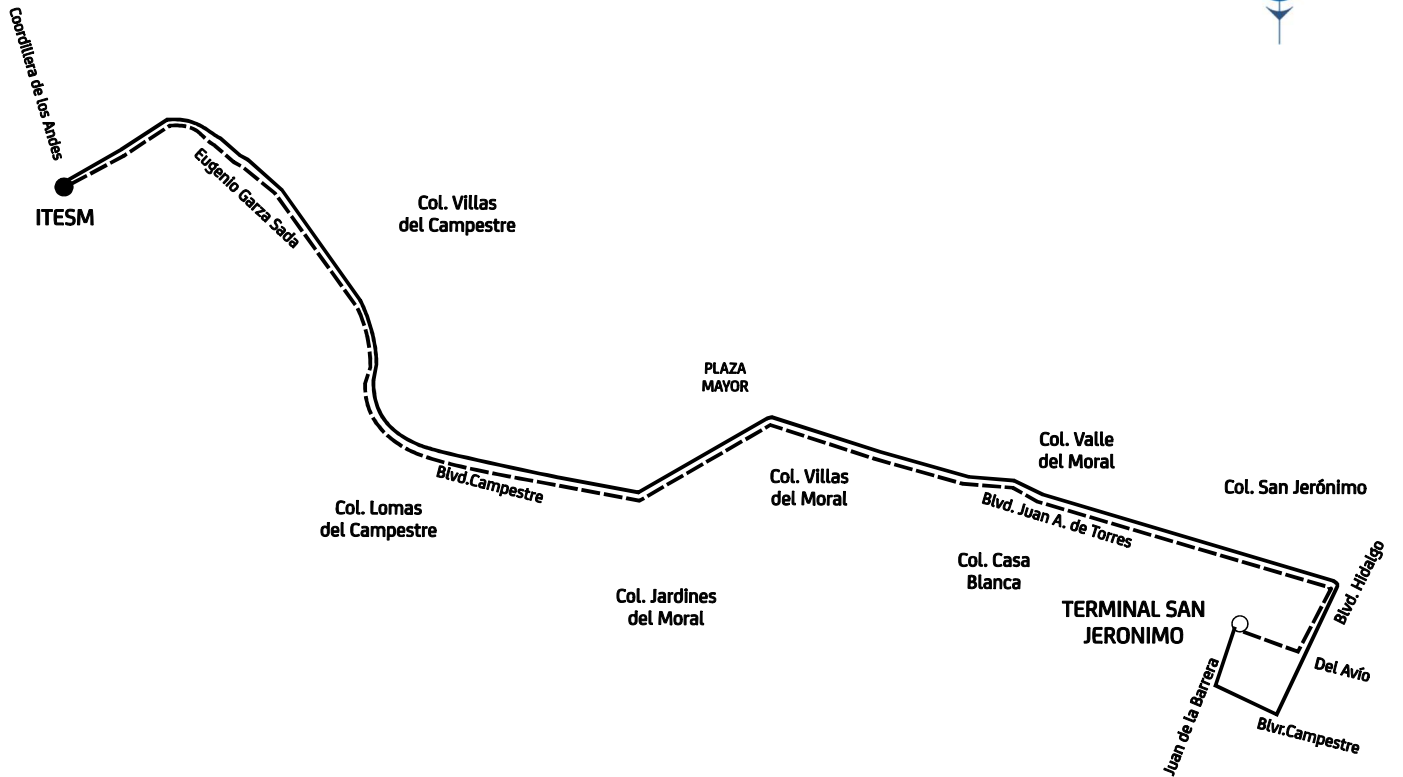 Coordillera de los Andes
ITESM
Eugenio Garza Sada
Col. Villas
del Campestre
PLAZA
MAYOR
Blvd.Campestre
Col. Lomas
del Campestre
Col. Villas
del Moral
Col. Valle
del Moral
Col. San Jerónimo
Blvd. Juan A. de Torres
Col. Casa
Blanca
Col. Jardines
del Moral
TERMINAL SAN
JERONIMO
Blvd. Hidalgo
Del Avío
Juan de la Barrera
Blvr.Campestre